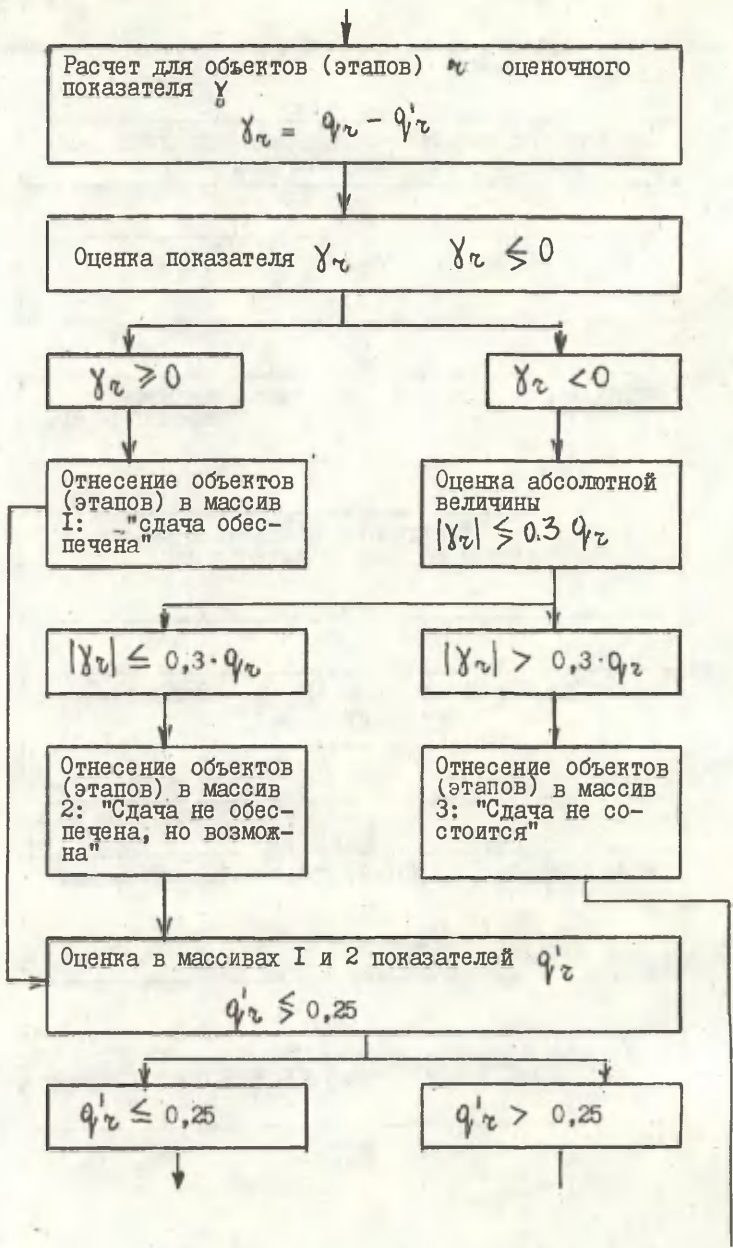 Расчет для объектов (этапов) r оценочного
показателя γ
γr = qr - q'r
Оценка показателя γr γr ≶ 0
γr ≥ 0
γr < 0
Отнесение объектов
(этапов) в массив
I: "сдача обес-
печена"
Оценка абсолютной
величины
|γr| ≶ 0.3 qr
|γr| ≤ 0,3·qr
|γr| > 0,3·qr
Отнесение объектов
(этапов) в массив
2: "Сдача не обес-
печена, но возмож-
на"
Отнесение объектов
(этапов) в массив
3: "Сдача не со-
стоится"
Оценка в массивах I и 2 показателей q'r
q'r ≶ 0,25
q'r ≤ 0,25
q'r > 0,25